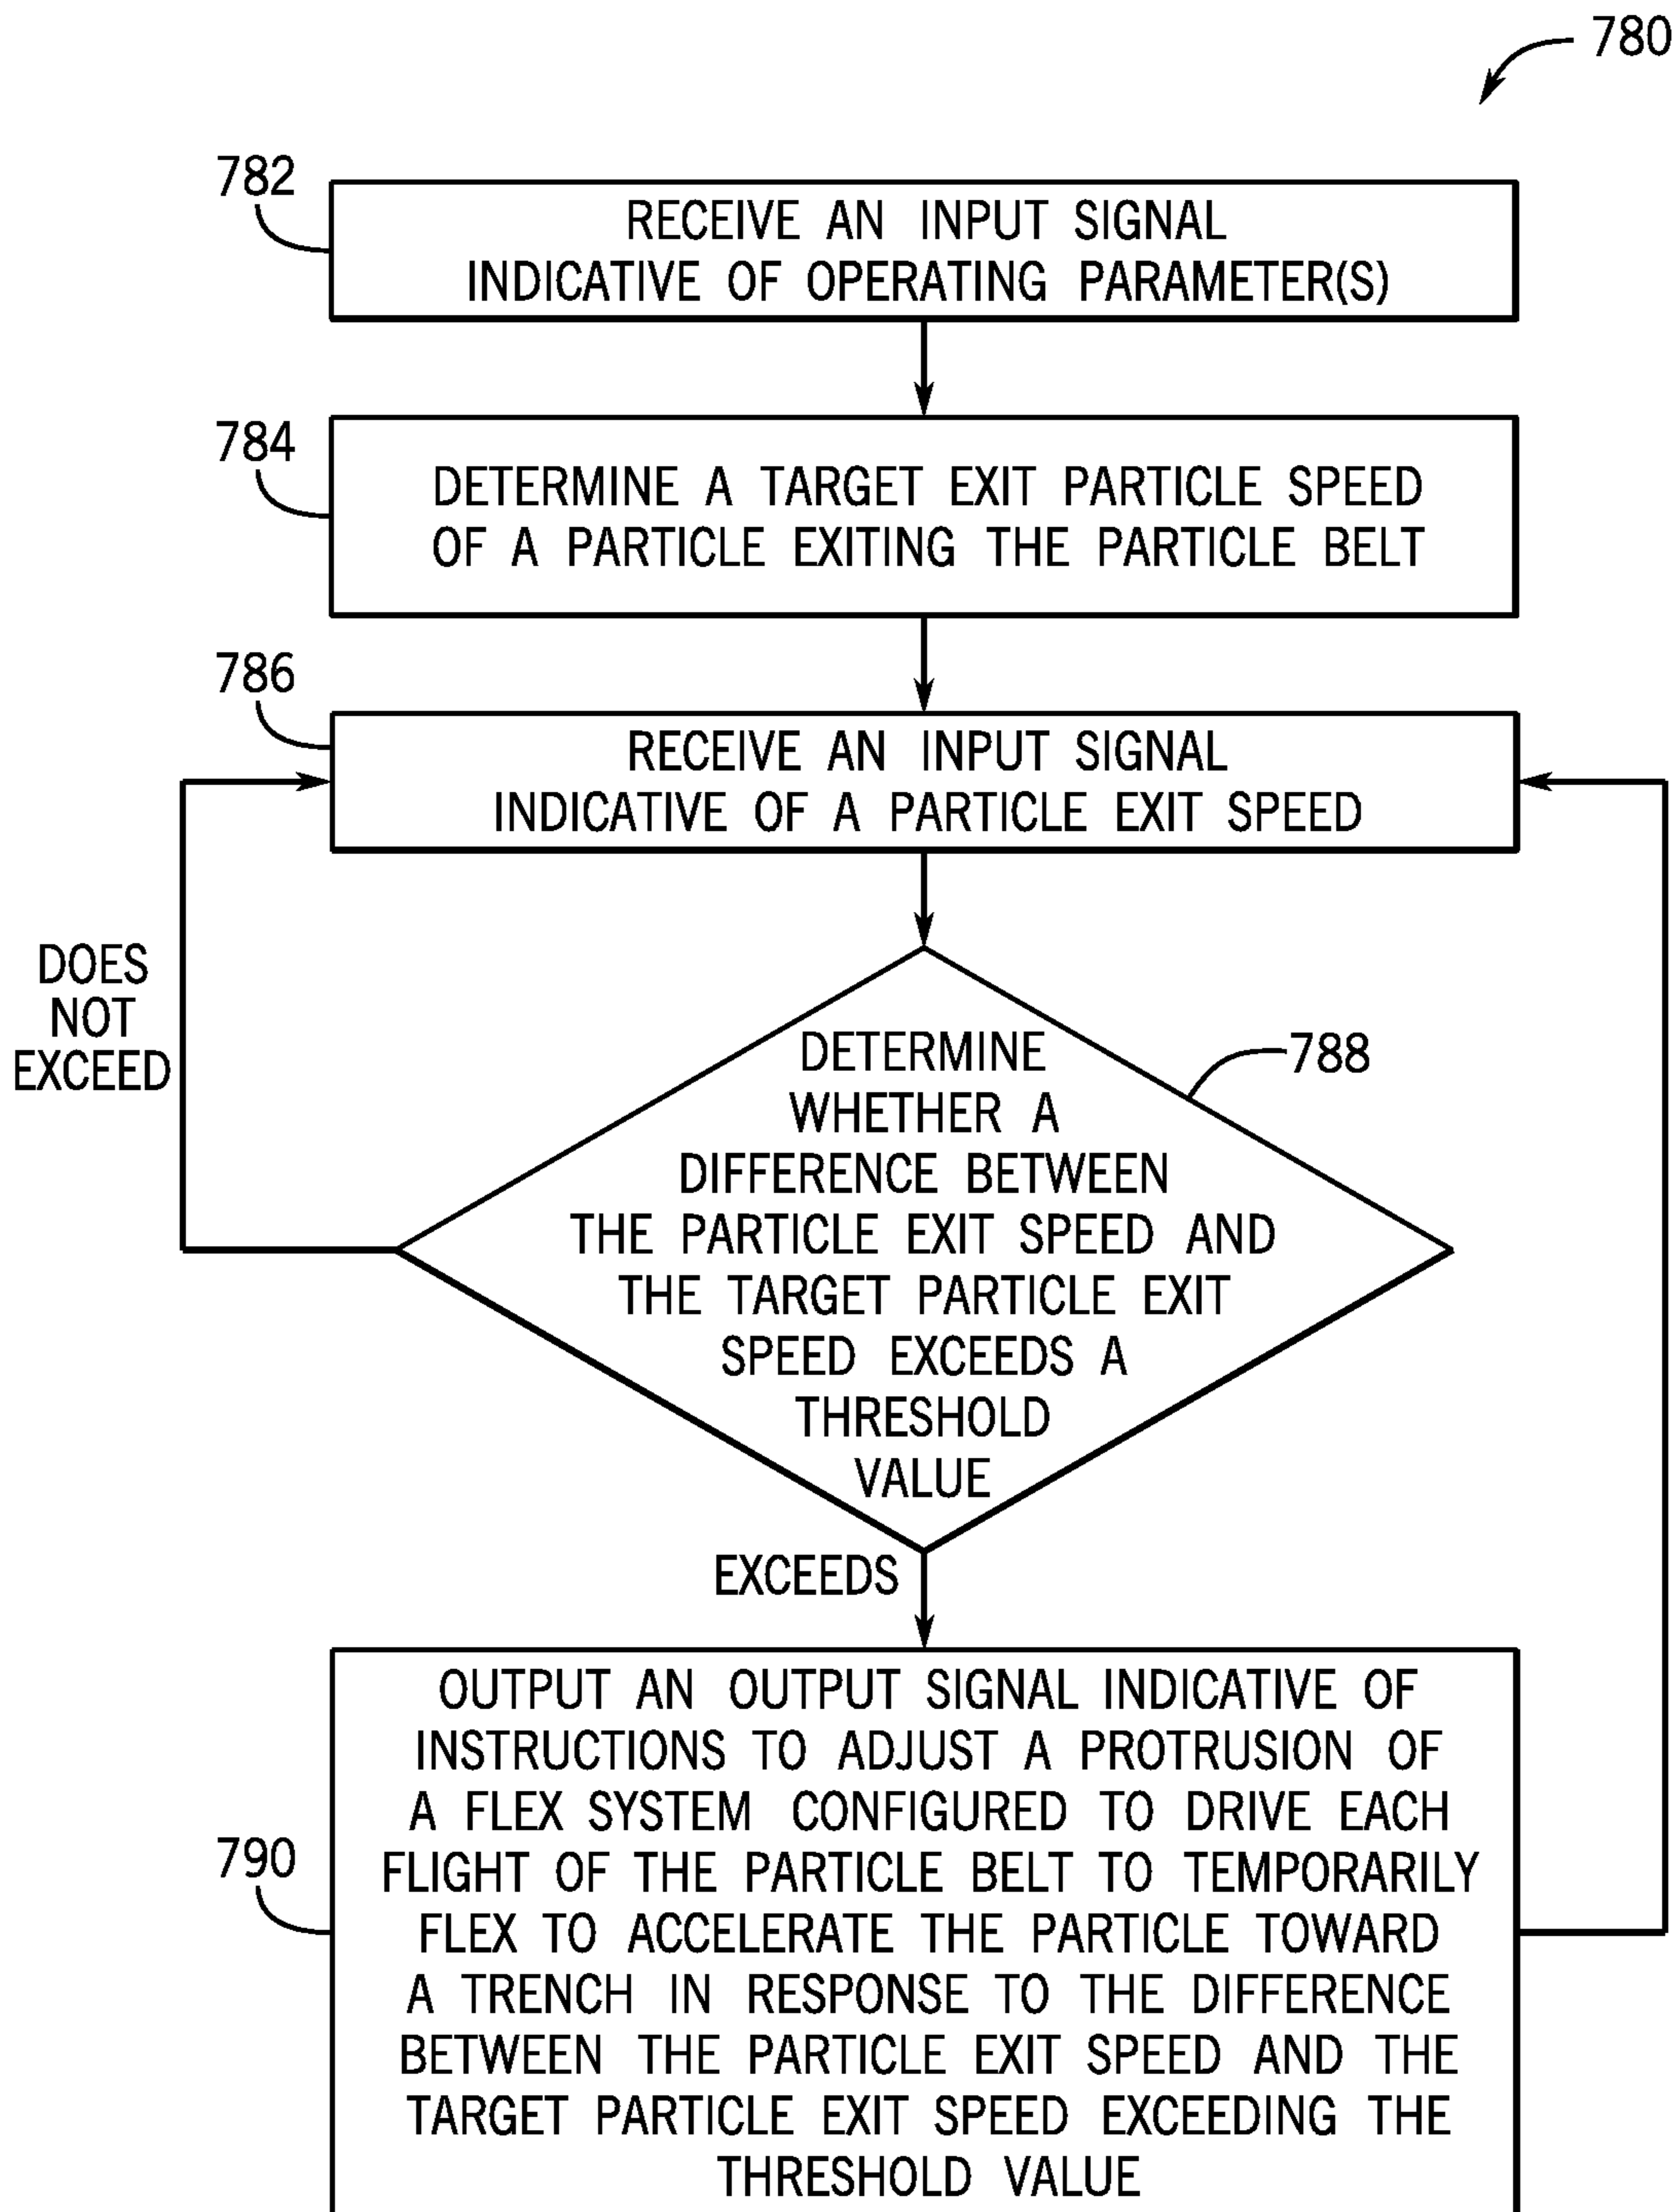 780
782
RECEIVE AN INPUT SIGNAL
INDICATIVE OF OPERATING PARAMETER(S)
784
DETERMINE A TARGET EXIT PARTICLE SPEED
OF A PARTICLE EXITING THE PARTICLE BELT
786
RECEIVE AN INPUT SIGNAL
INDICATIVE OF A PARTICLE EXIT SPEED
DOES
NOT
EXCEED
788
DETERMINE
WHETHER A
DIFFERENCE BETWEEN
THE PARTICLE EXIT SPEED AND
THE TARGET PARTICLE EXIT
SPEED EXCEEDS A
THRESHOLD
VALUE
EXCEEDS
790
OUTPUT AN OUTPUT SIGNAL INDICATIVE OF
INSTRUCTIONS TO ADJUST A PROTRUSION OF
A FLEX SYSTEM CONFIGURED TO DRIVE EACH
FLIGHT OF THE PARTICLE BELT TO TEMPORARILY
FLEX TO ACCELERATE THE PARTICLE TOWARD
A TRENCH IN RESPONSE TO THE DIFFERENCE
BETWEEN THE PARTICLE EXIT SPEED AND THE
TARGET PARTICLE EXIT SPEED EXCEEDING THE
THRESHOLD VALUE